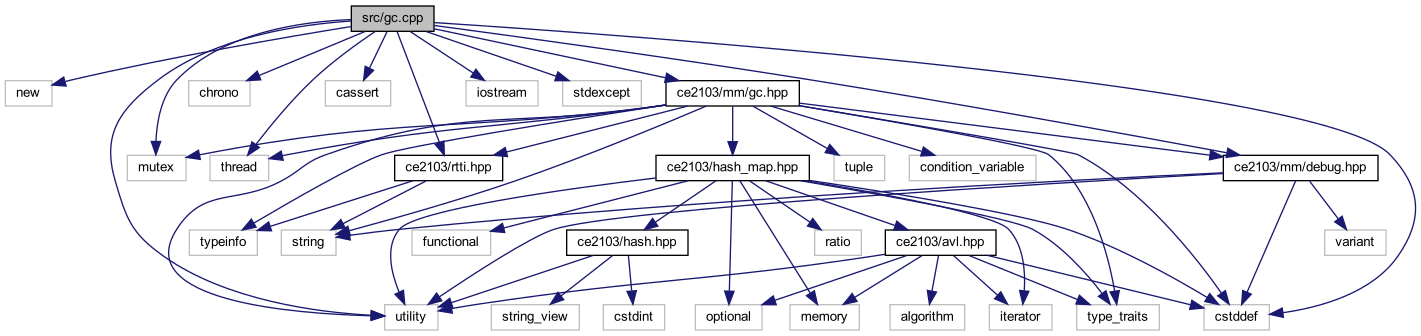 src/gc.cpp
new
chrono
cassert
iostream
stdexcept
ce2103/mm/gc.hpp
mutex
thread
ce2103/rtti.hpp
ce2103/hash_map.hpp
tuple
condition_variable
ce2103/mm/debug.hpp
typeinfo
string
functional
ce2103/hash.hpp
ratio
ce2103/avl.hpp
variant
utility
string_view
cstdint
optional
memory
algorithm
iterator
type_traits
cstddef